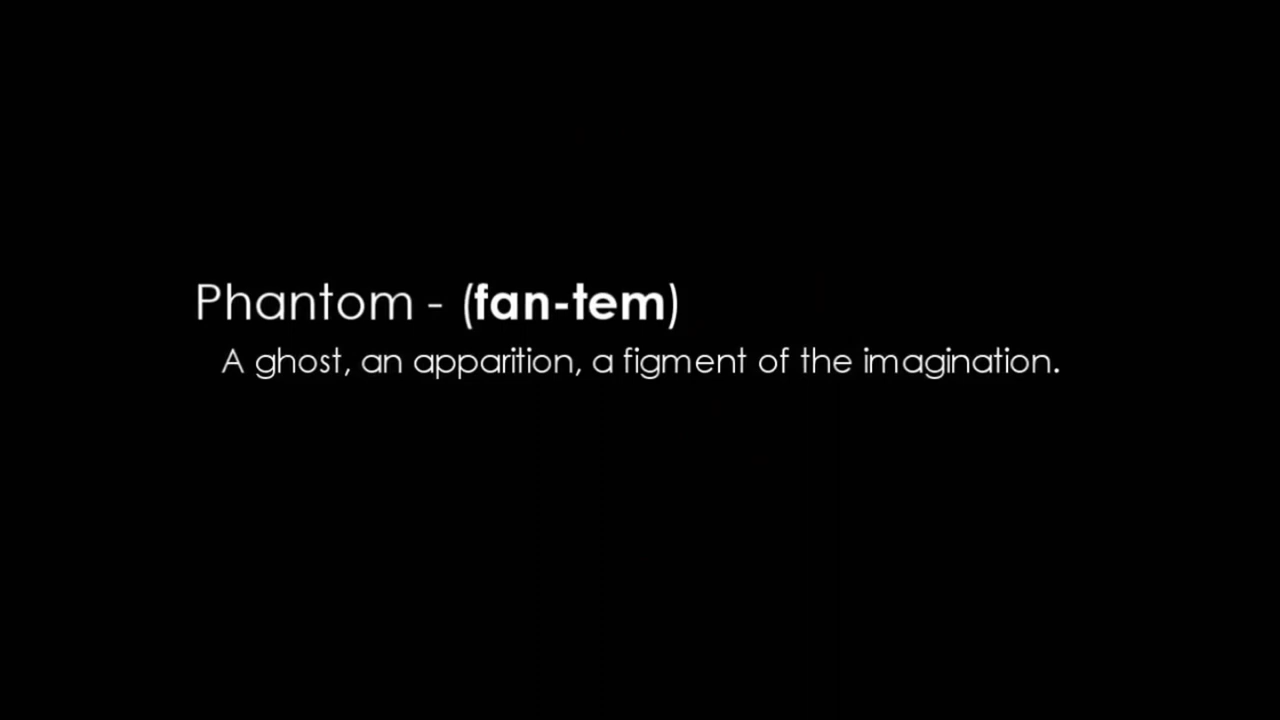 Phantom - (fan-tem)
A ghost, an apparition, a figment of the imagination.